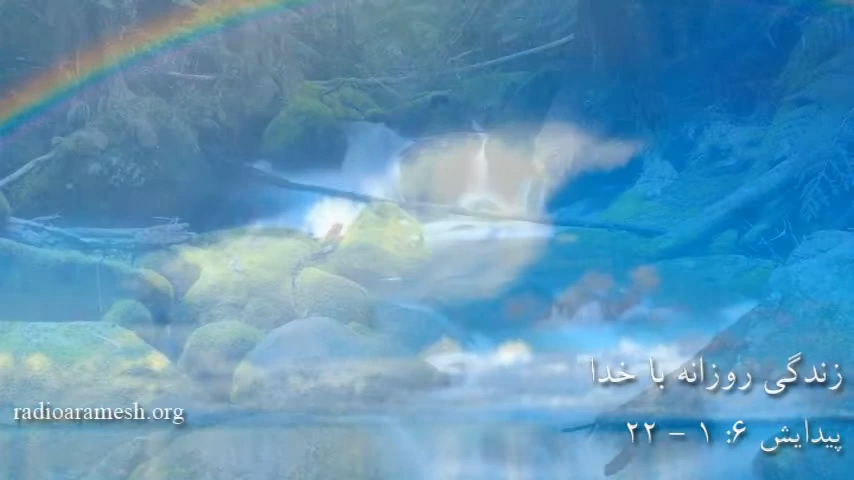 زندگی روزانه با خدا
پیدایش ۶: ۱ – ۲۲
radioaramesh.org